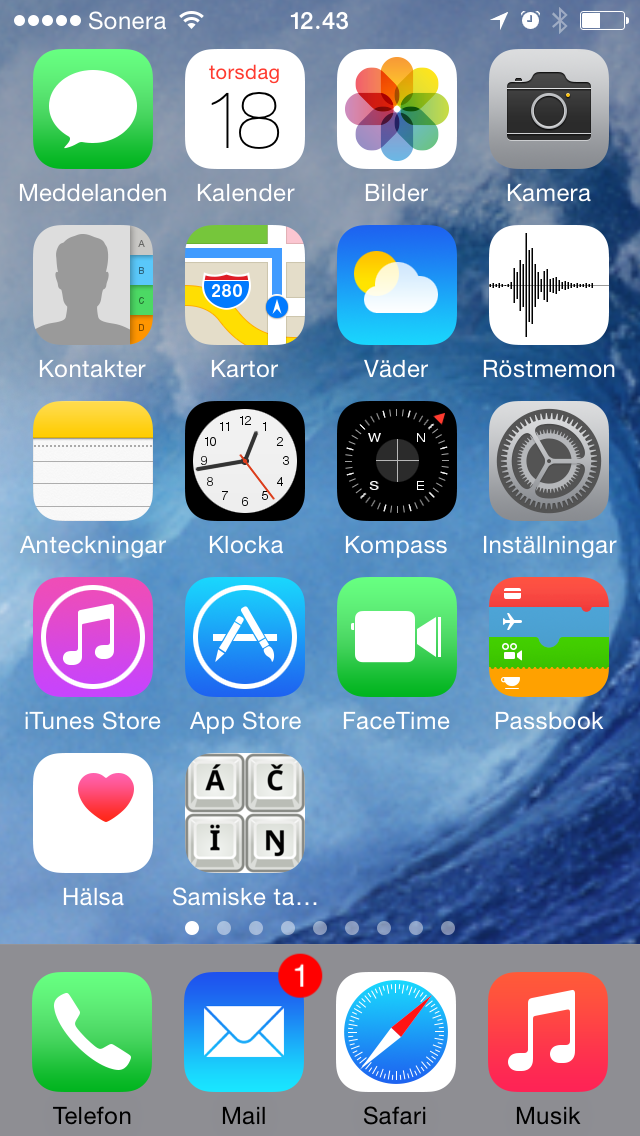 Sonera 12.43
torsdag
18
Meddelanden Kalender Bilder Kamera
A
B
C
D
280
Kontakter Kartor Väder Röstmemon
12
11 1
10 2
9 3
8 4
7 5
6
W N
S E
Anteckningar Klocka Kompass Inställningar
iTunes Store App Store FaceTime Passbook
Á Č
Ï Ŋ
Hälsa Samiske ta...
1
Telefon Mail Safari Musik